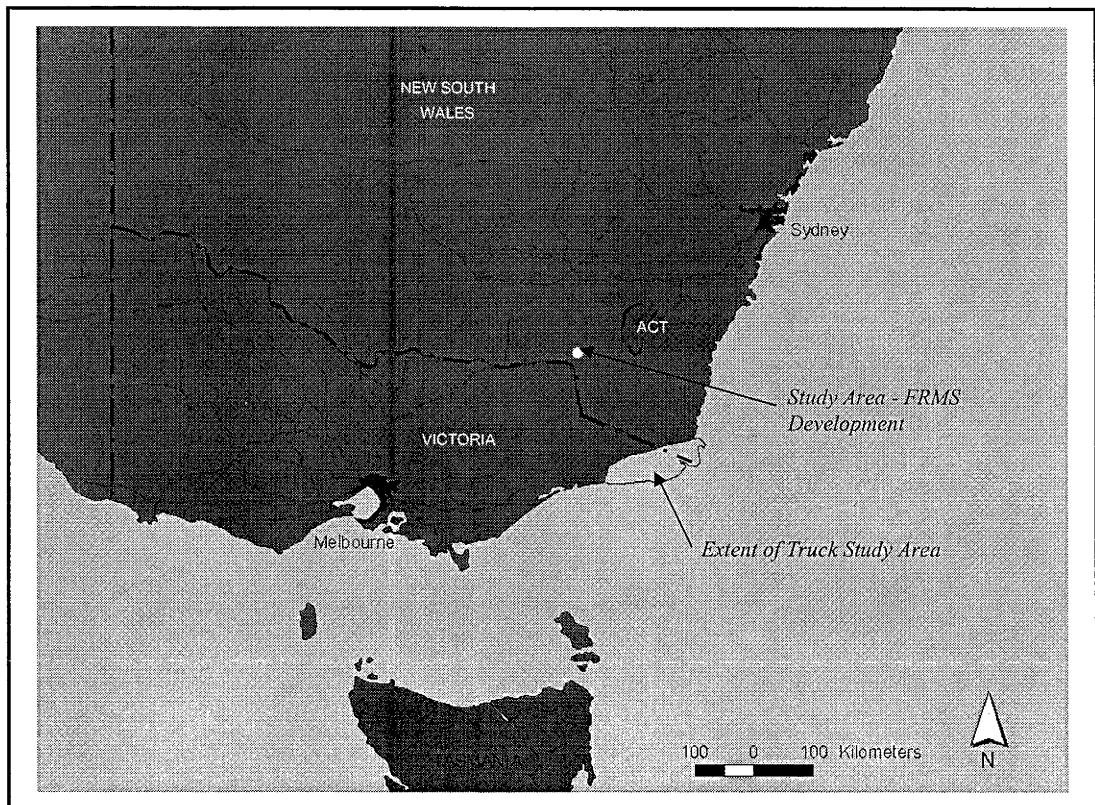 NEW SOUTH
WALES
Sydney
ACT
Study Area - FRMS
Development
VICTORIA
Melbourne
Extent of Truck Study Area
TASMANIA
100 0 100 Kilometers
N